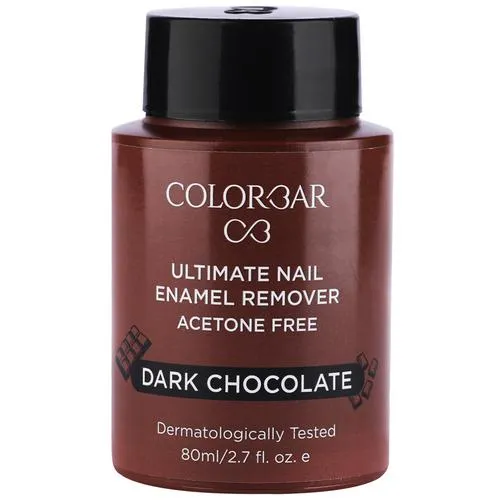 COLORBAR
CB
ULTIMATE NAIL
ENAMEL REMOVER
ACETONE FREE
DARK CHOCOLATE
Dermatologically Tested
80ml/2.7 fl. oz. e